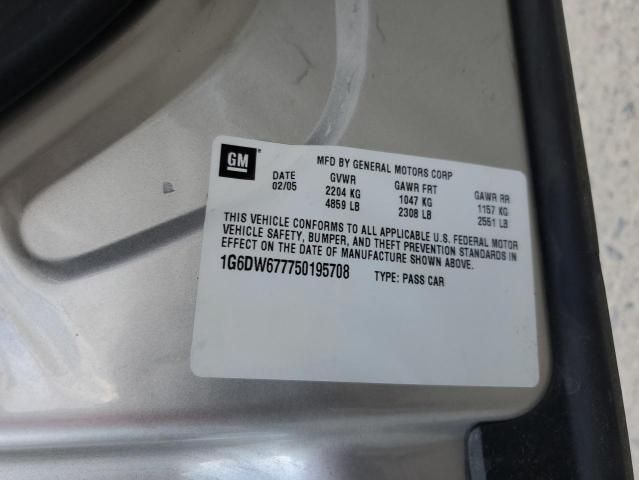 GM
MFD BY GENERAL MOTORS CORP
DATE GVWR GAWR FRT GAWR RR
02/05 2204 KG 1047 KG 1157 KG
4859 LB 2308 LB 2551 LB
THIS VEHICLE CONFORMS TO ALL APPLICABLE U.S. FEDERAL MOTOR
VEHICLE SAFETY, BUMPER, AND THEFT PREVENTION STANDARDS IN
EFFECT ON THE DATE OF MANUFACTURE SHOWN ABOVE.
1G6DW677750195708 TYPE: PASS CAR